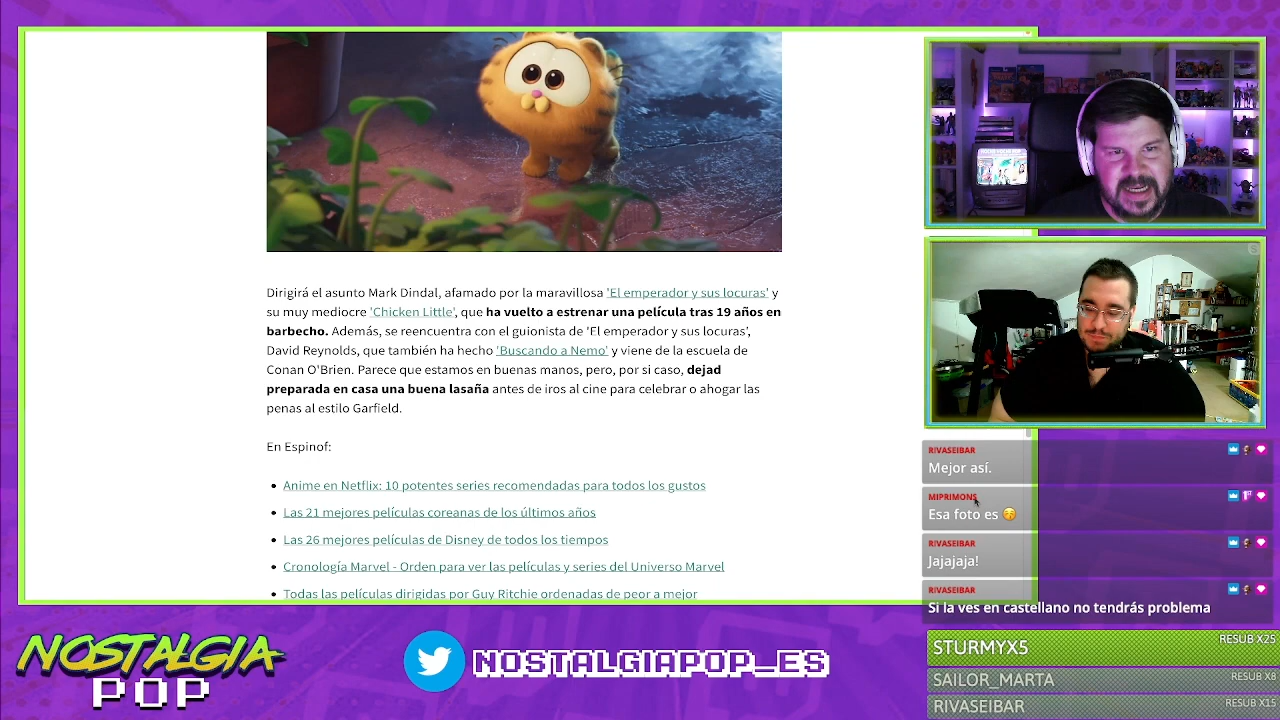 Dirigirá el asunto Mark Dindal, afamado por la maravillosa 'El emperador y sus locuras' y
su muy mediocre 'Chicken Little', que ha vuelto a estrenar una película tras 19 años en
barbecho. Además, se reencuentra con el guionista de 'El emperador y sus locuras',
David Reynolds, que también ha hecho 'Buscando a Nemo' y viene de la escuela de
Conan O'Brien. Parece que estamos en buenas manos, pero, por si caso, dejad
preparada en casa una buena lasaña antes de iros al cine para celebrar o ahogar las
penas al estilo Garfield.
En Espinof:
Anime en Netflix: 10 potentes series recomendadas para todos los gustos
Las 21 mejores películas coreanas de los últimos años
Las 26 mejores películas de Disney de todos los tiempos
Cronología Marvel - Orden para ver las películas y series del Universo Marvel
Todas las películas dirigidas por Guy Ritchie ordenadas de peor a mejor
RIVASEIBAR
Mejor así.
MIPRIMONS
Esa foto es 😚
RIVASEIBAR
Jajajaja!
RIVASEIBAR
Si la ves en castellano no tendrás problema
STURMYX5 RESUB X25
SAILOR_MARTA RESUB X8
RIVASEIBAR RESUB X15
NOSTALGIA
POP
NOSTALGIAPOP_ES